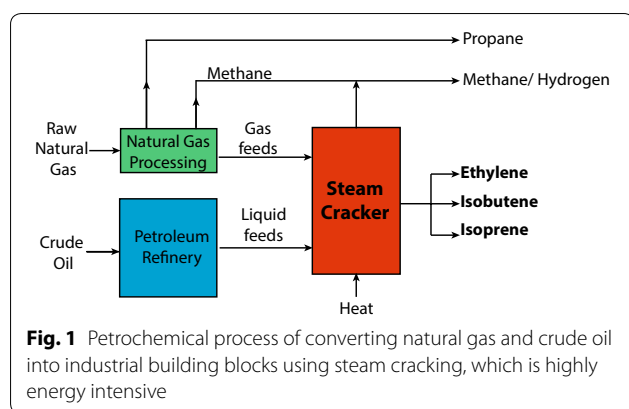 Propane
Methane
Methane/ Hydrogen
Raw
Natural
Gas
Natural Gas
Processing
Gas
feeds
Steam
Cracker
Ethylene
Isobutene
Isoprene
Crude
Oil
Petroleum
Refinery
Liquid
feeds
Heat
Fig. 1 Petrochemical process of converting natural gas and crude oil
into industrial building blocks using steam cracking, which is highly
energy intensive